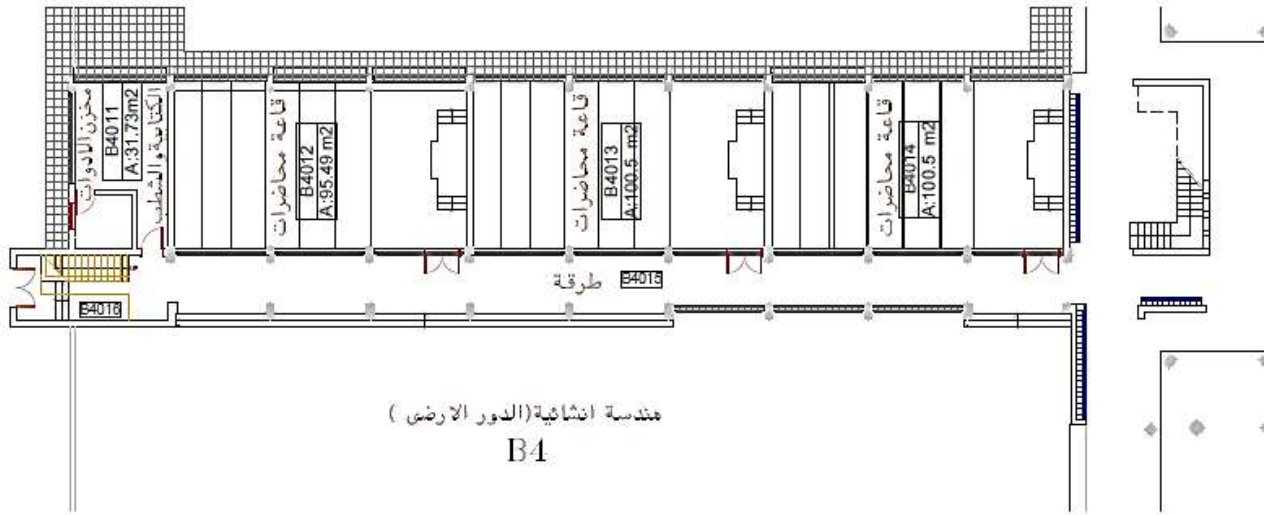 مخزن الادوات
B4011
A:31.73m2
الكتابية والشطب
قاعة محاضرات
B4012
A:95.49 m2
قاعة محاضرات
B4013
A:100.5 m2
قاعة محاضرات
B4014
A:100.5 m2
طرقة
B4015
B4016
هندسة انشائية(الدور الارضى )
B4